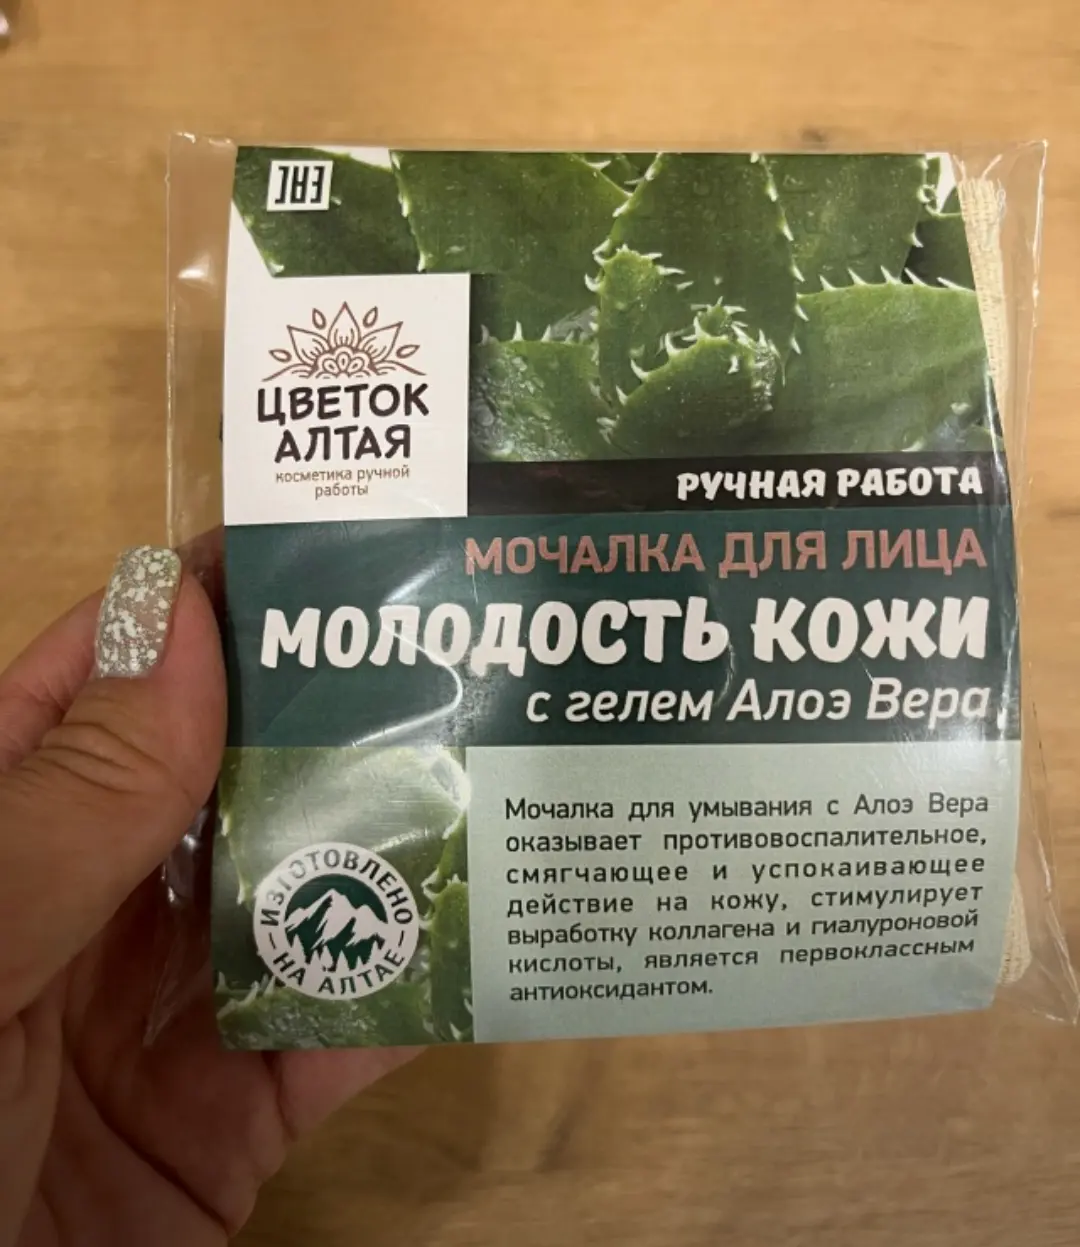 EAC
ЦВЕТОК
АЛТАЯ
косметика ручной
работы
РУЧНАЯ РАБОТА
МОЧАЛКА ДЛЯ ЛИЦА
МОЛОДОСТЬ КОЖИ
с гелем Алоэ Вера
Мочалка для умывания с Алоэ Вера
оказывает противовоспалительное,
смягчающее и успокаивающее
действие на кожу, стимулирует
выработку коллагена и гиалуроновой
кислоты, является первоклассным
антиоксидантом.
ИЗГОТОВЛЕНО
НА АЛТАЕ